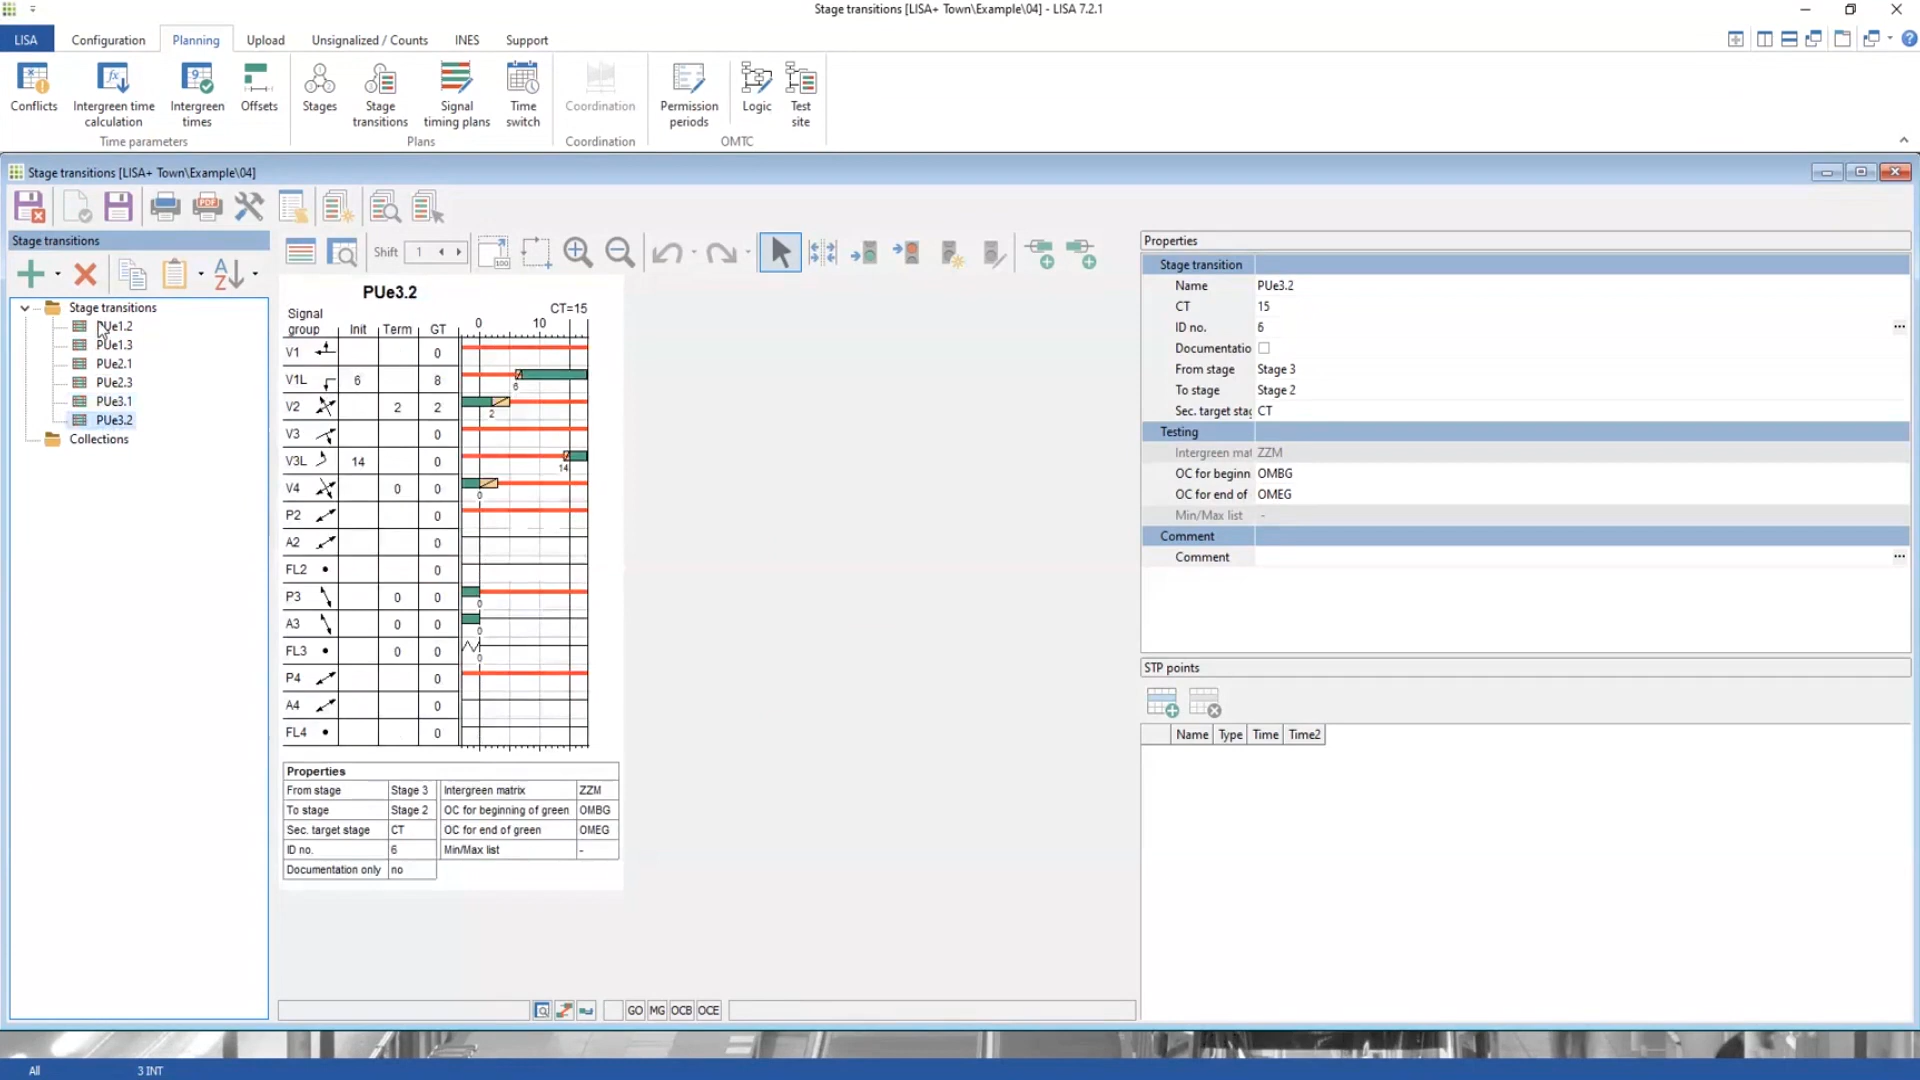 Stage transitions [LISA+ Town\Example\04] - LISA 7.2.1
LISA Configuration Planning Upload Unsignalized / Counts INES Support
Conflicts Intergreen time calculation Intergreen times Offsets Stages Stage transitions Signal timing plans Time switch Coordination Permission periods Logic Test site
Time parameters Plans Coordination OMTC
Stage transitions [LISA+ Town\Example\04]
PDF
Stage transitions
Shift 1
100
Stage transitions
PUe1.2
PUe1.3
PUe2.1
PUe2.3
PUe3.1
PUe3.2
Collections
PUe3.2
CT=15
Signal group Init Term GT 0 10
V1 0
V1L 6 8 6
V2 2 2 2
V3 0
V3L 14 0 14
V4 0 0 0
P2 0
A2 0
FL2 0
P3 0 0 0
A3 0 0 0
FL3 0 0 0
P4 0
A4 0
FL4 0
Properties
From stage Stage 3 Intergreen matrix ZZM
To stage Stage 2 OC for beginning of green OMBG
Sec. target stage CT OC for end of green OMEG
ID no. 6 Min/Max list -
Documentation only no
GO MG OCB OCE
Properties
Stage transition
Name PUe3.2
CT 15
ID no. 6 ...
Documentatio
From stage Stage 3
To stage Stage 2
Sec. target stag CT
Testing
Intergreen mat ZZM
OC for beginn OMBG
OC for end of OMEG
Min/Max list -
Comment
Comment ...
STP points
Name Type Time Time2
All 3 INT